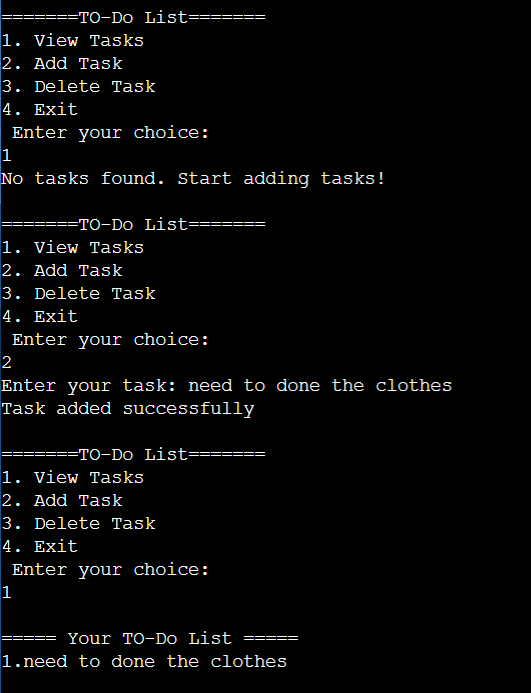 =======TO-Do List=======
1. View Tasks
2. Add Task
3. Delete Task
4. Exit
 Enter your choice:
1
No tasks found. Start adding tasks!

=======TO-Do List=======
1. View Tasks
2. Add Task
3. Delete Task
4. Exit
 Enter your choice:
2
Enter your task: need to done the clothes
Task added successfully

=======TO-Do List=======
1. View Tasks
2. Add Task
3. Delete Task
4. Exit
 Enter your choice:
1

===== Your TO-Do List =====
1.need to done the clothes